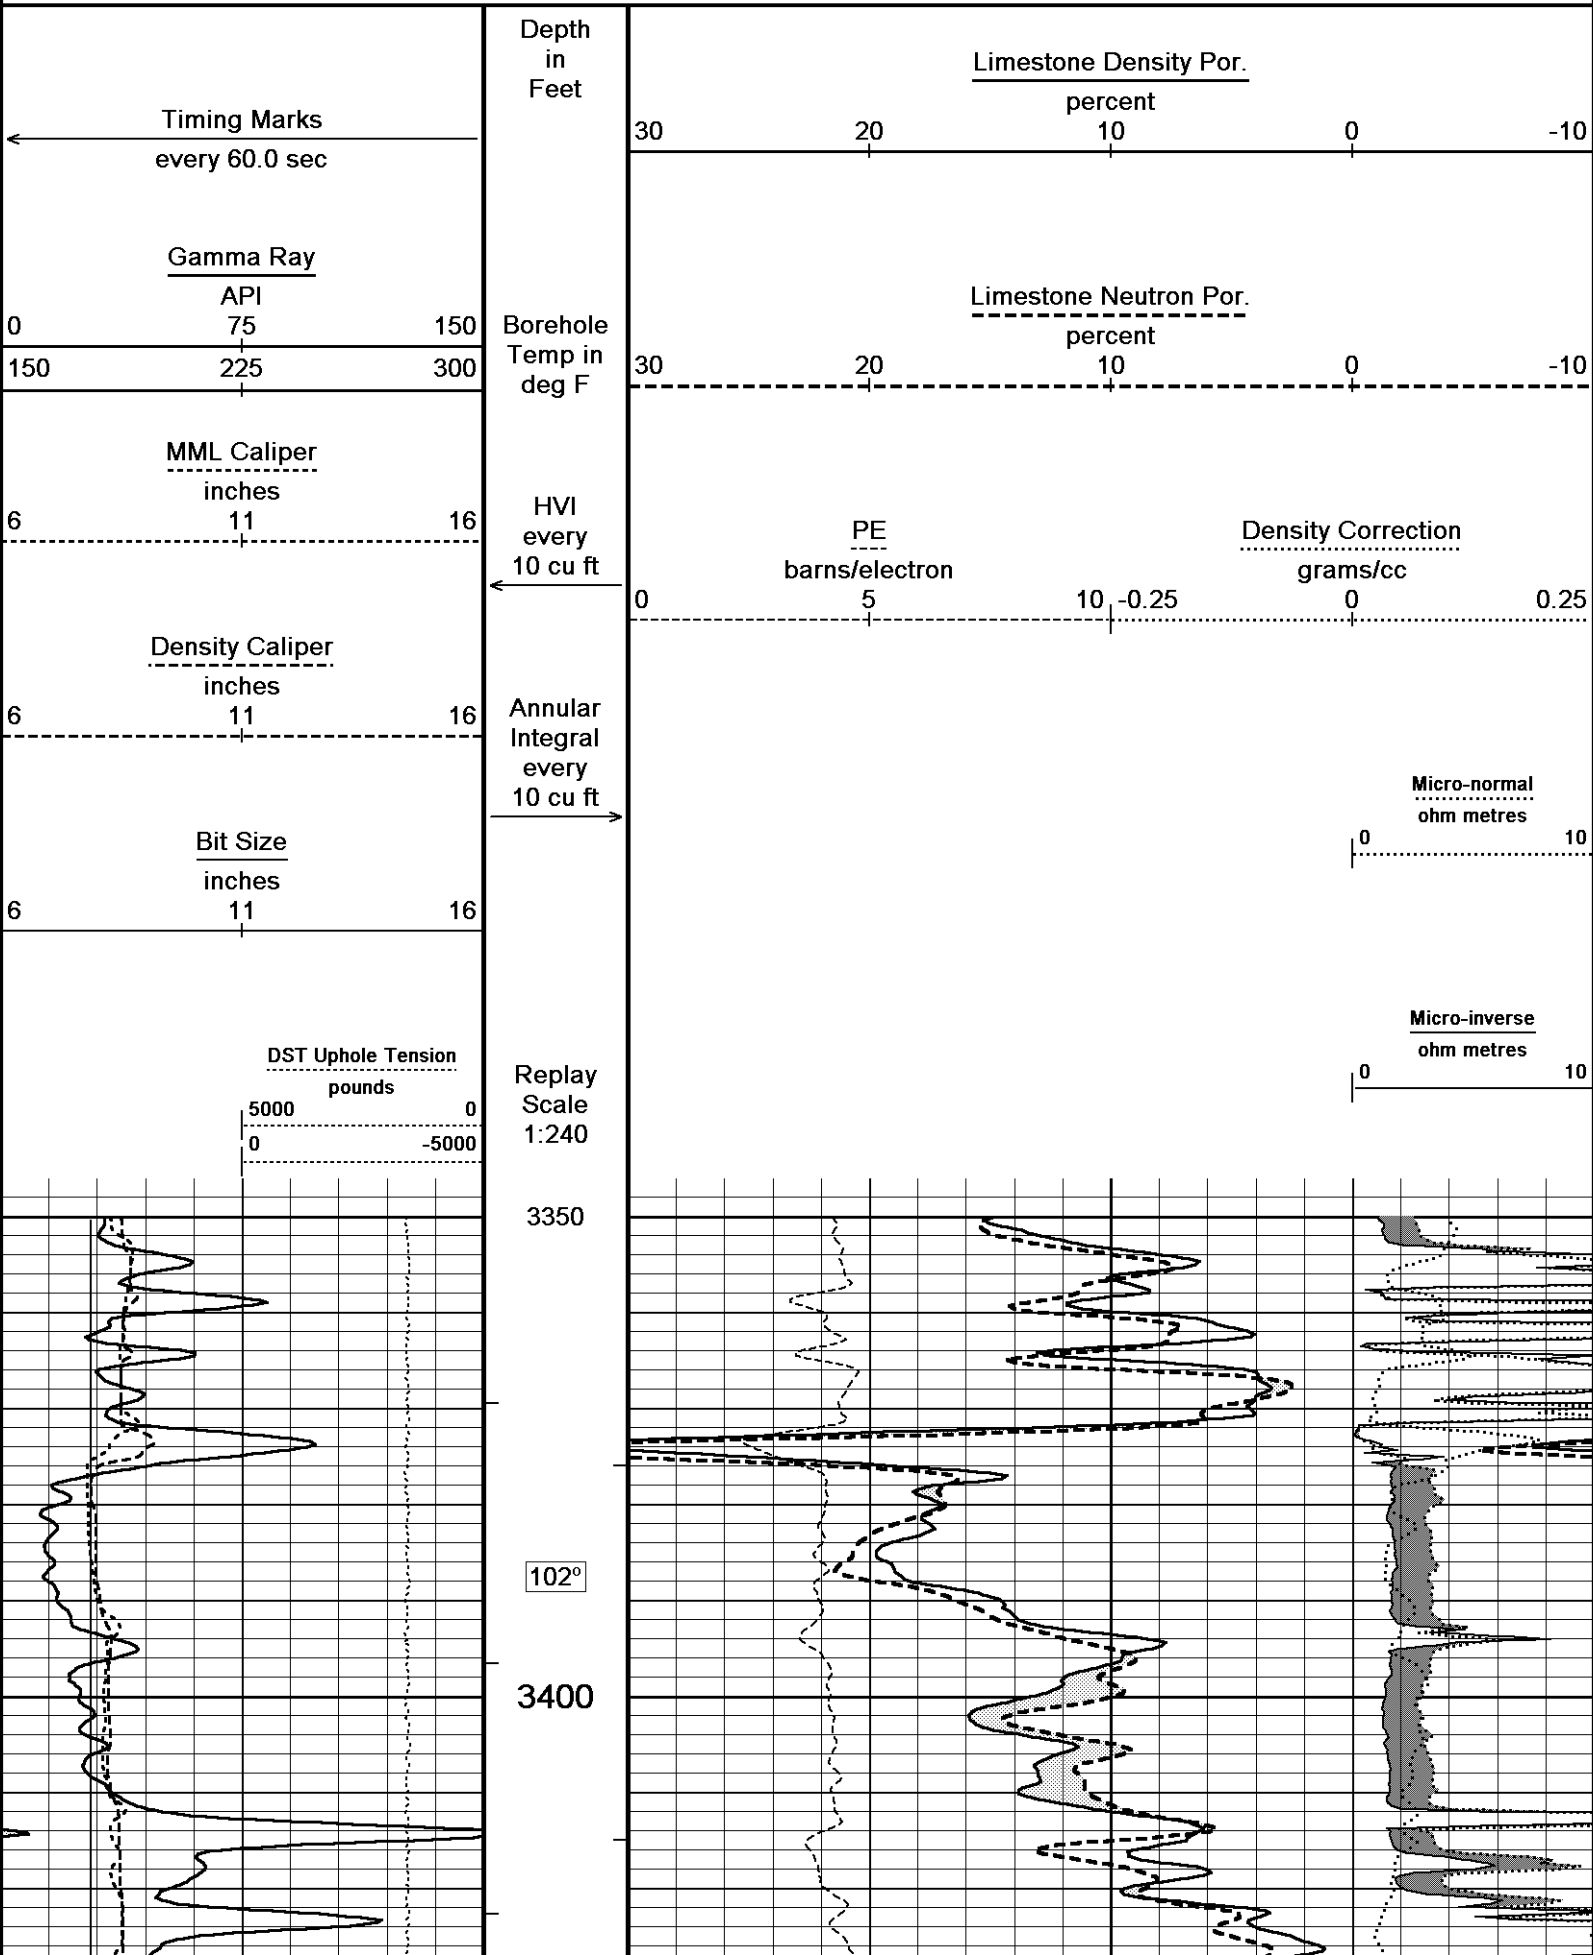 Timing Marks
every 60.0 sec
Gamma Ray
API
0 75 150
150 225 300
MML Caliper
inches
6 11 16
Density Caliper
inches
6 11 16
Bit Size
inches
6 11 16
DST Uphole Tension
pounds
5000 0
0 -5000
Depth
in
Feet
Borehole
Temp in
deg F
HVI
every
10 cu ft
Annular
Integral
every
10 cu ft
Replay
Scale
1:240
3350
102º
3400
Limestone Density Por.
percent
30 20 10 0 -10
Limestone Neutron Por.
percent
30 20 10 0 -10
PE
barns/electron
0 5 10
Density Correction
grams/cc
-0.25 0 0.25
Micro-normal
ohm metres
0 10
Micro-inverse
ohm metres
0 10